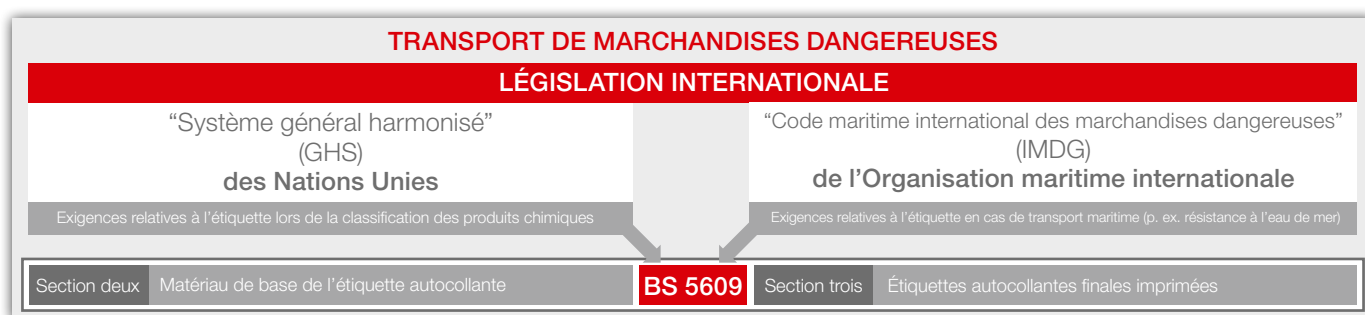 TRANSPORT DE MARCHANDISES DANGEREUSES
LÉGISLATION INTERNATIONALE
“Système général harmonisé”
(GHS)
des Nations Unies
Exigences relatives à l’étiquette lors de la classification des produits chimiques
“Code maritime international des marchandises dangereuses”
(IMDG)
de l’Organisation maritime internationale
Exigences relatives à l’étiquette en cas de transport maritime (p. ex. résistance à l’eau de mer)
Section deux
Matériau de base de l’étiquette autocollante
BS 5609
Section trois
Étiquettes autocollantes finales imprimées